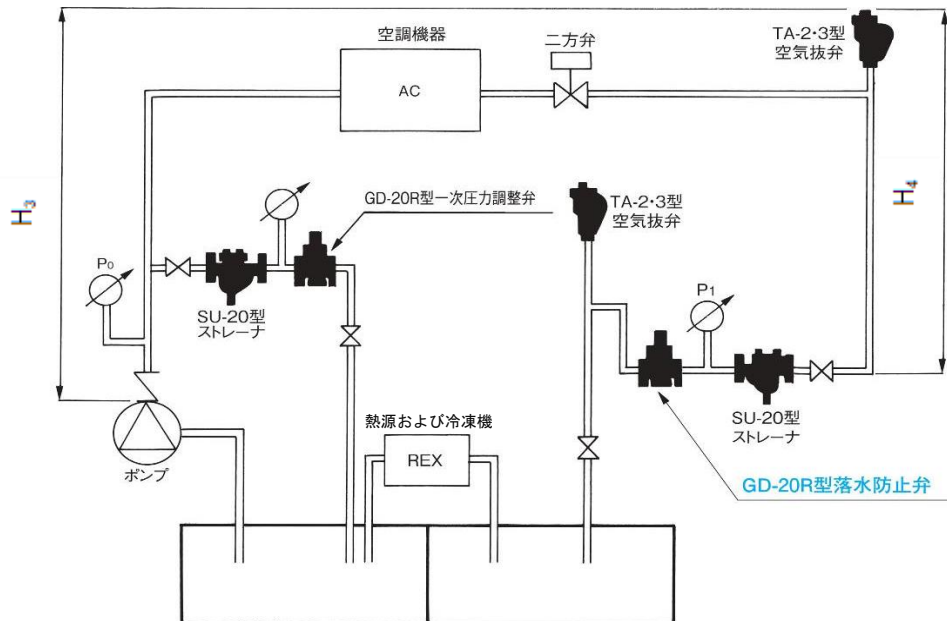 空調機器
AC
二方弁
TA-2・3型
空気抜弁
H3
H4
GD-20R型一次圧力調整弁
TA-2・3型
空気抜弁
P0
SU-20型
ストレーナ
P1
SU-20型
ストレーナ
熱源および冷凍機
REX
ポンプ
GD-20R型落水防止弁